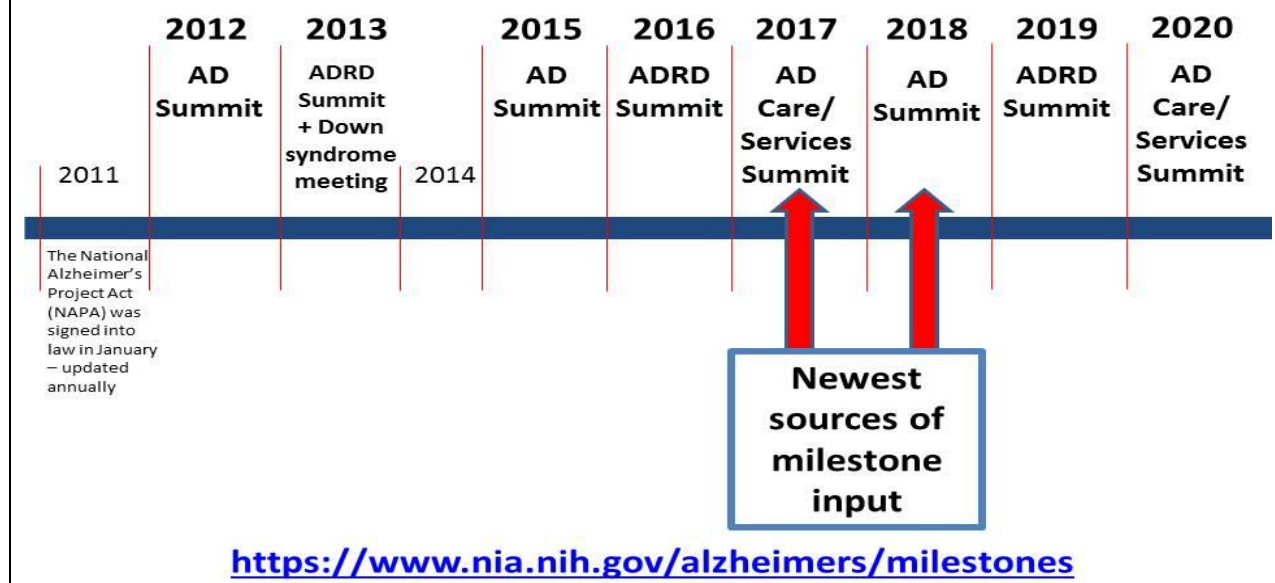 2011
The National
Alzheimer's
Project Act
(NAPA) was
signed into
law in January
– updated
annually
2012
AD
Summit
2013
ADRD
Summit
+ Down
syndrome
meeting
2014
2015
AD
Summit
2016
ADRD
Summit
2017
AD
Care/
Services
Summit
2018
AD
Summit
2019
ADRD
Summit
2020
AD
Care/
Services
Summit
Newest
sources of
milestone
input
https://www.nia.nih.gov/alzheimers/milestones